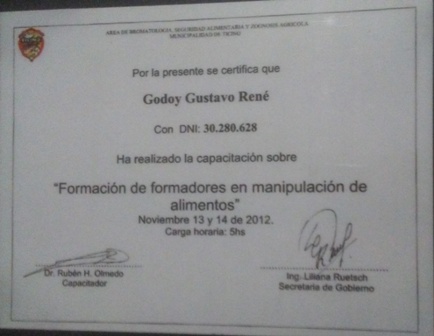 AREA DE BROMATOLOGIA, SEGURIDAD ALIMENTARIA Y ZOONOSIS AGRICOLA
MUNICIPALIDAD DE TICINO
Por la presente se certifica que
Godoy Gustavo René
Con DNI: 30.280.628
Ha realizado la capacitación sobre
"Formación de formadores en manipulación de
alimentos"
Noviembre 13 y 14 de 2012.
Carga horaria: 5hs
Dr. Rubén H. Olmedo
Capacitador
Ing. Liliana Ruetsch
Secretaria de Gobierno